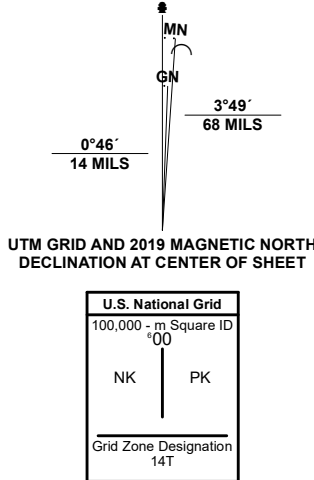 MN
GN
3°49´
68 MILS
0°46´
14 MILS
UTM GRID AND 2019 MAGNETIC NORTH
DECLINATION AT CENTER OF SHEET
U.S. National Grid
100,000 - m Square ID
⁶00
NK PK
Grid Zone Designation
14T